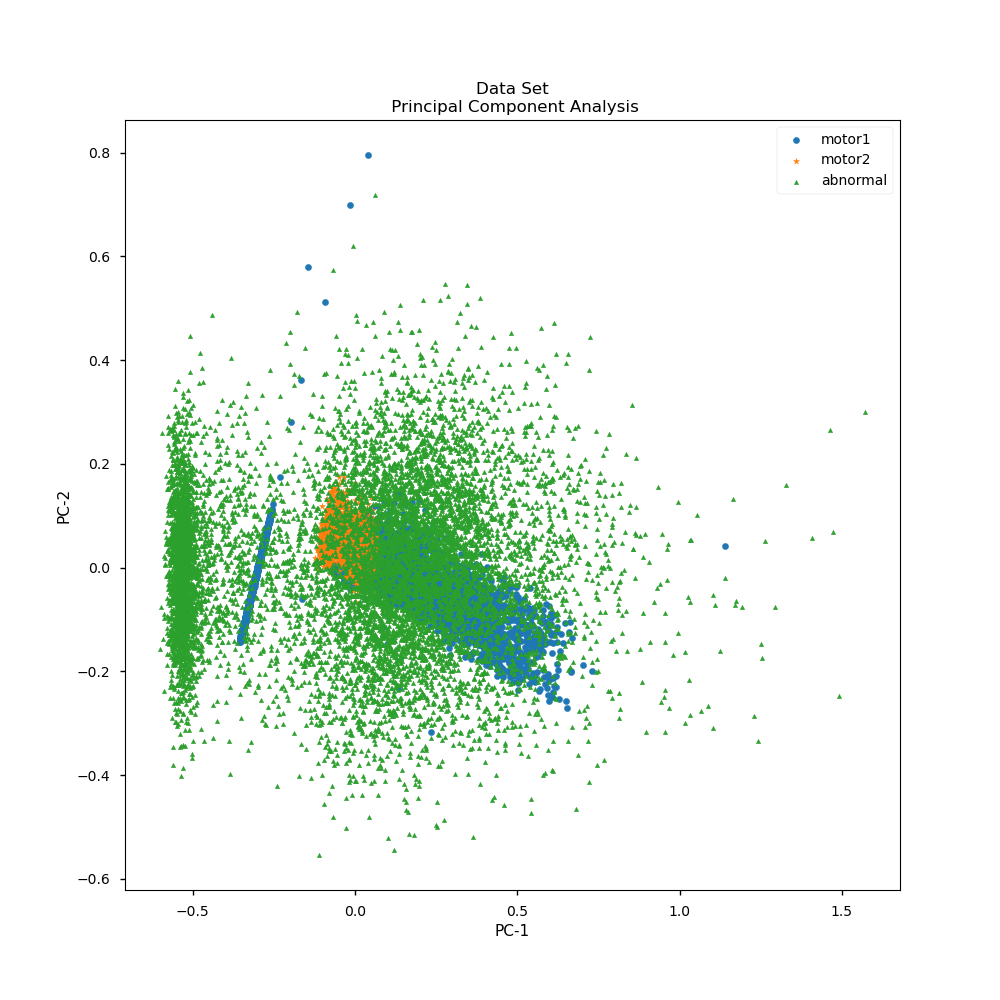 Data Set
Principal Component Analysis
motor1
motor2
abnormal
0.8
0.6
0.4
0.2
0.0
−0.2
−0.4
−0.6
PC-2
−0.5
0.0
0.5
1.0
1.5
PC-1